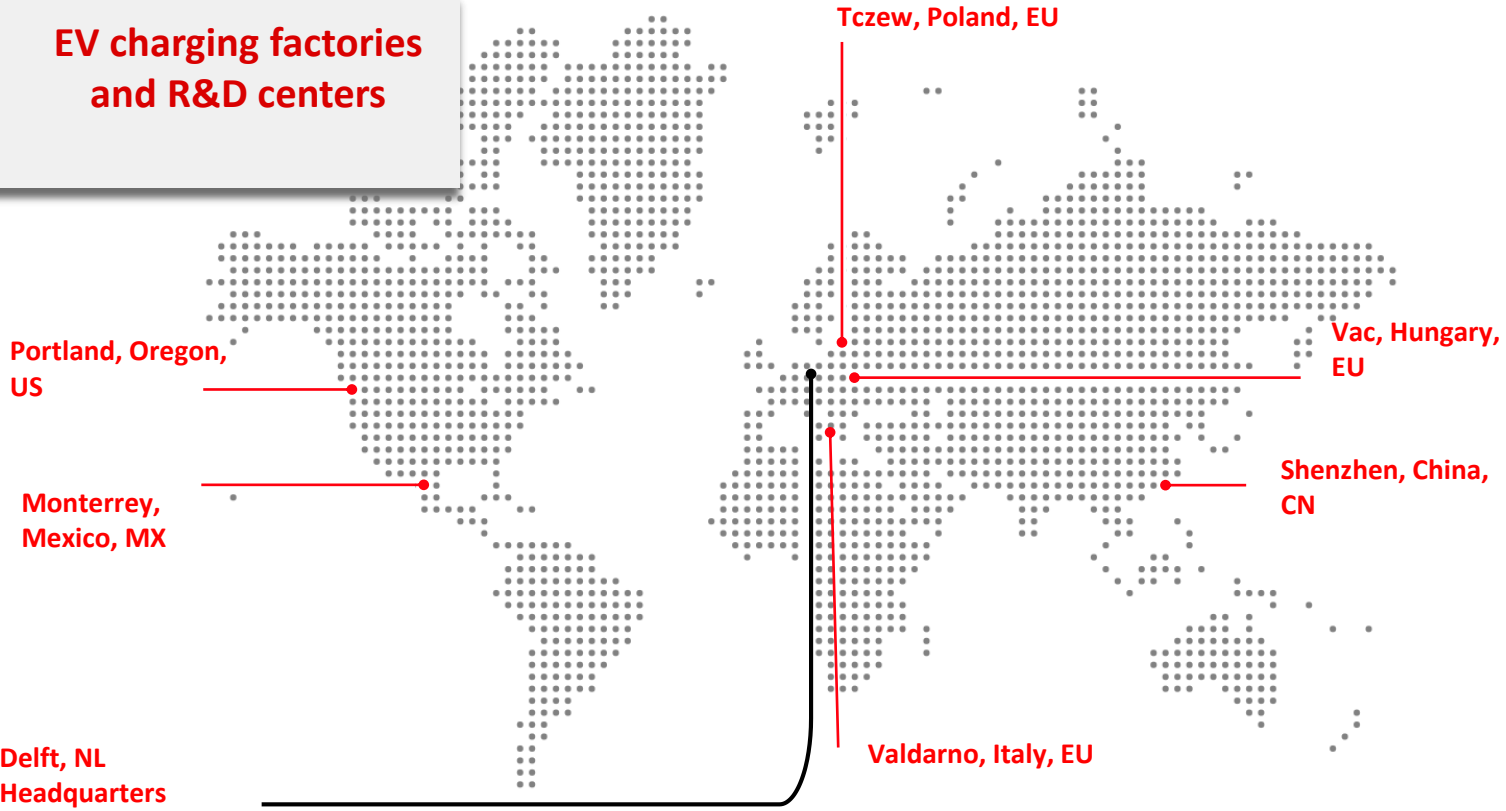 EV charging factories
and R&D centers
Tczew, Poland, EU
Portland, Oregon,
US
Vac, Hungary,
EU
Monterrey,
Mexico, MX
Shenzhen, China,
CN
Valdarno, Italy, EU
Delft, NL
Headquarters